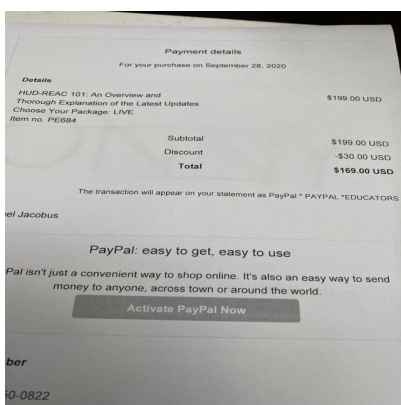 Payment details
For your purchase on September 28, 2020
Details
HUD-REAC 101: An Overview and
Thorough Explanation of the Latest Updates
Choose Your Package: LIVE
Item no. PE684
$199.00 USD
Subtotal
$199.00 USD
Discount
-$30.00 USD
Total
$169.00 USD
The transaction will appear on your statement as PayPal * PAYPAL *EDUCATORS
el Jacobus
PayPal: easy to get, easy to use
Pal isn't just a convenient way to shop online. It's also an easy way to send
money to anyone, across town or around the world.
Activate PayPal Now
ber
50-0822